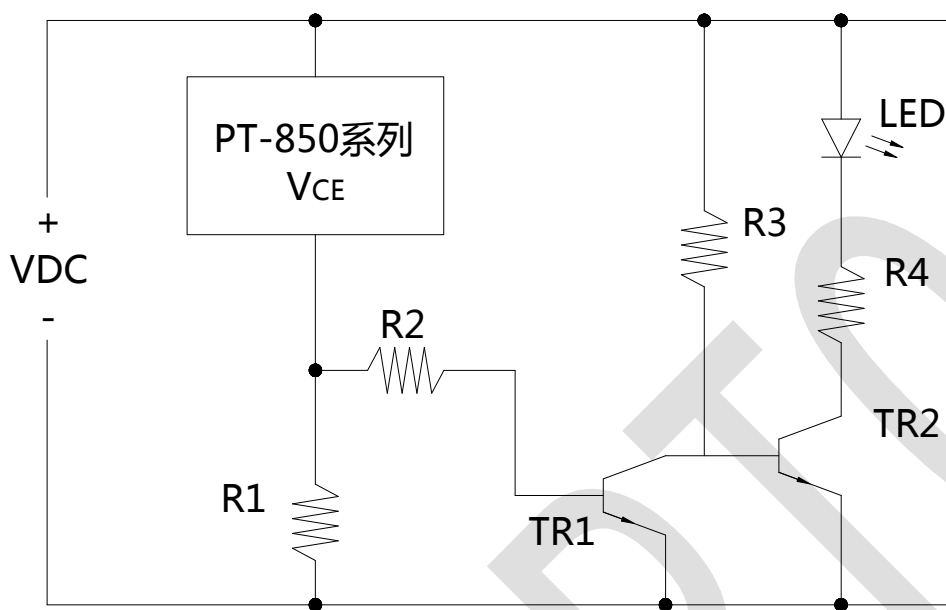 PT-850系列
VCE
LED
+
VDC
-
R3
R4
R2
TR2
R1
TR1